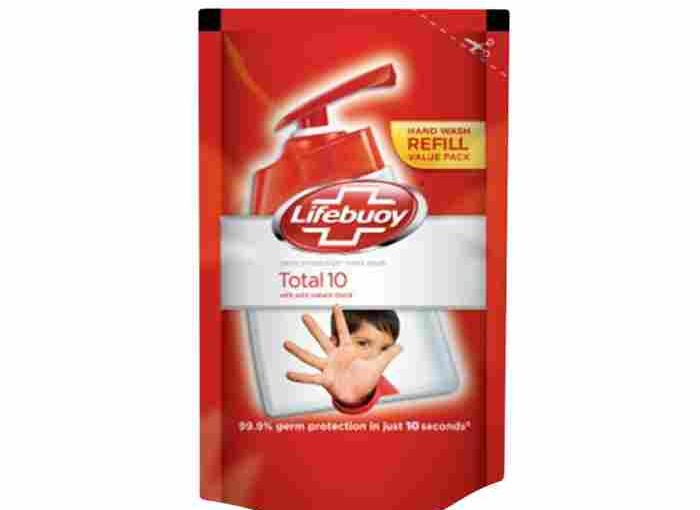 HAND WASH
REFILL
VALUE PACK
Lifebuoy
Total 10
99.9% germ protection in just 10 seconds*